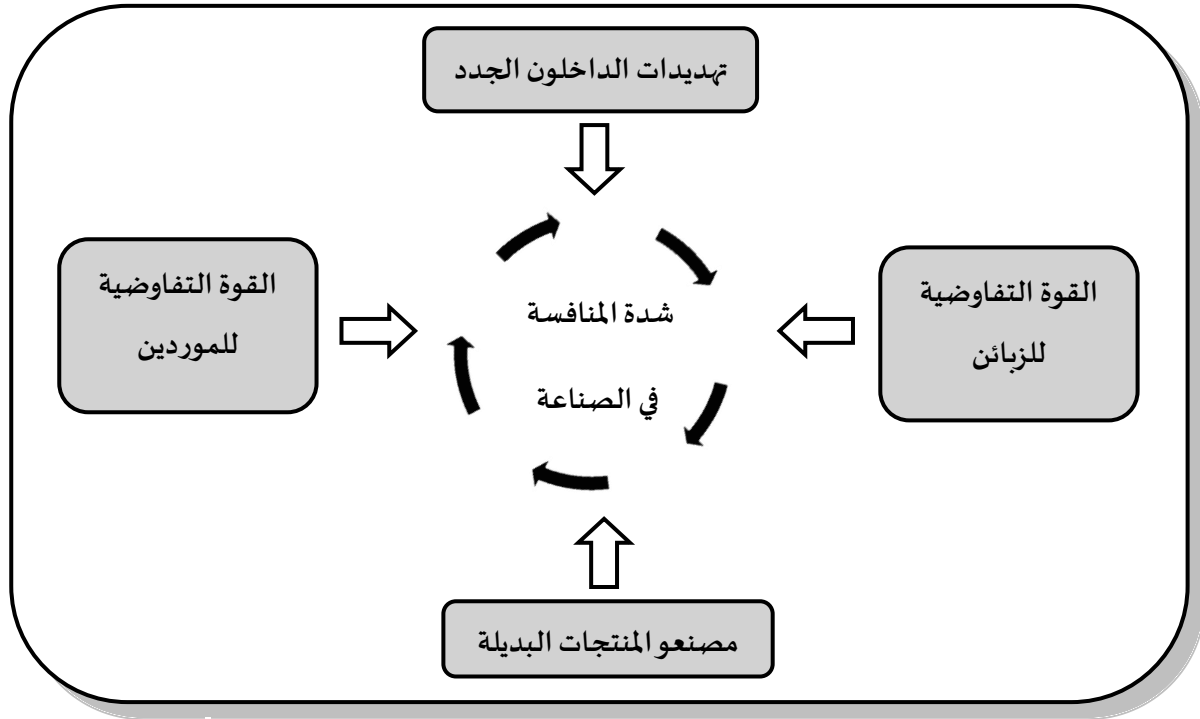 تهديدات الداخلون الجدد
القوة التفاوضية
للزبائن
شدة المنافسة
في الصناعة
القوة التفاوضية
للموردين
مصنعو المنتجات البديلة